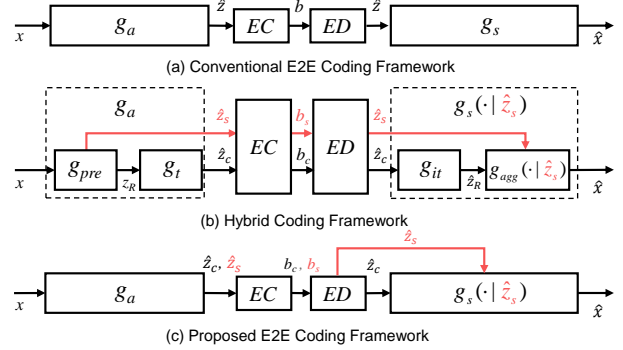 x g_a ẑ EC b ED ẑ g_s x̂
(a) Conventional E2E Coding Framework
g_a g_s(·|ẑ_s)
ẑ_s b_s ẑ_s
x g_pre z_R g_t ẑ_c EC b_c ED ẑ_c g_it ẑ_R g_agg(·|ẑ_s) x̂
(b) Hybrid Coding Framework
ẑ_s
x g_a ẑ_c, ẑ_s EC b_c, b_s ED ẑ_c g_s(·|ẑ_s) x̂
(c) Proposed E2E Coding Framework